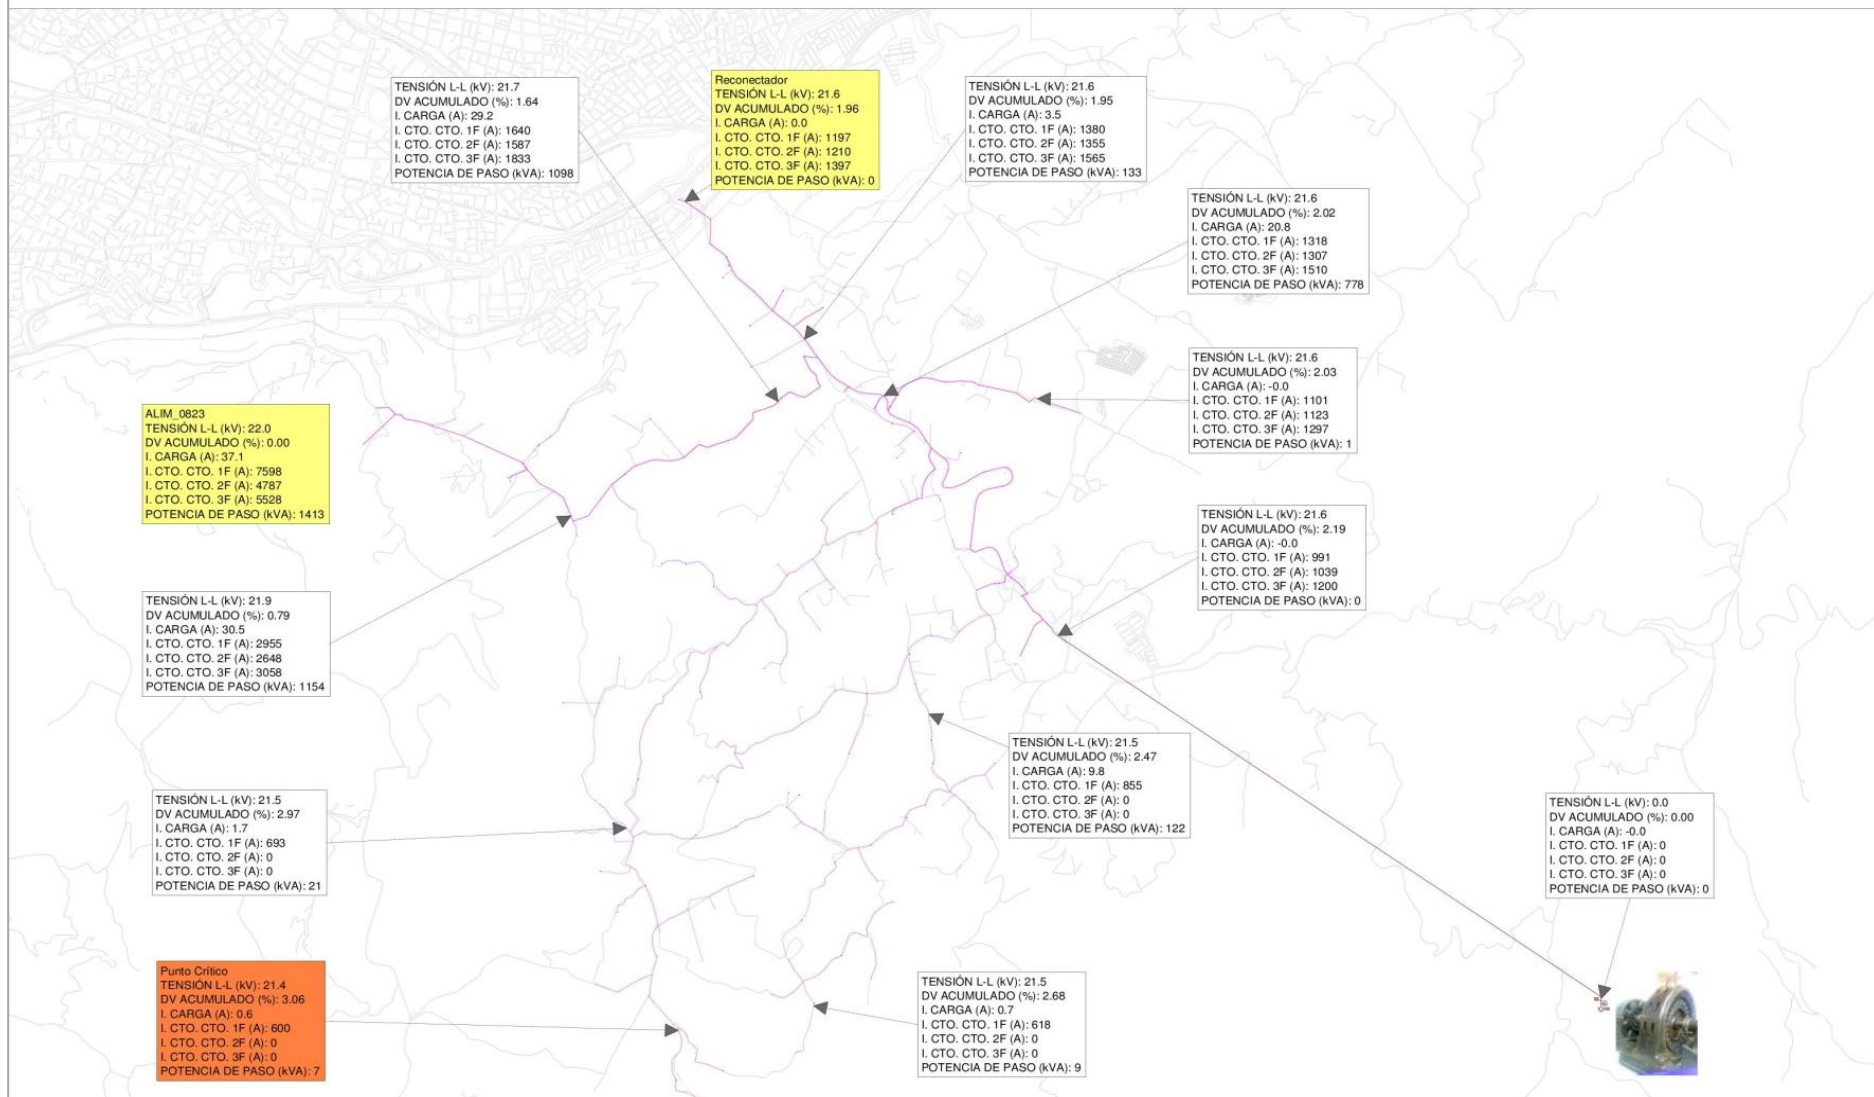 TENSIÓN L-L (kV): 21.7
DV ACUMULADO (%): 1.64
I. CARGA (A): 29.2
I. CTO. CTO. 1F (A): 1640
I. CTO. CTO. 2F (A): 1587
I. CTO. CTO. 3F (A): 1833
POTENCIA DE PASO (kVA): 1098
Reconectador
TENSIÓN L-L (kV): 21.6
DV ACUMULADO (%): 1.96
I. CARGA (A): 0.0
I. CTO. CTO. 1F (A): 1197
I. CTO. CTO. 2F (A): 1210
I. CTO. CTO. 3F (A): 1397
POTENCIA DE PASO (kVA): 0
TENSIÓN L-L (kV): 21.6
DV ACUMULADO (%): 1.95
I. CARGA (A): 3.5
I. CTO. CTO. 1F (A): 1380
I. CTO. CTO. 2F (A): 1355
I. CTO. CTO. 3F (A): 1565
POTENCIA DE PASO (kVA): 133
TENSIÓN L-L (kV): 21.6
DV ACUMULADO (%): 2.02
I. CARGA (A): 20.8
I. CTO. CTO. 1F (A): 1318
I. CTO. CTO. 2F (A): 1307
I. CTO. CTO. 3F (A): 1510
POTENCIA DE PASO (kVA): 778
TENSIÓN L-L (kV): 21.6
DV ACUMULADO (%): 2.03
I. CARGA (A): -0.0
I. CTO. CTO. 1F (A): 1101
I. CTO. CTO. 2F (A): 1123
I. CTO. CTO. 3F (A): 1297
POTENCIA DE PASO (kVA): 1
ALIM_0823
TENSIÓN L-L (kV): 22.0
DV ACUMULADO (%): 0.00
I. CARGA (A): 37.1
I. CTO. CTO. 1F (A): 7598
I. CTO. CTO. 2F (A): 4787
I. CTO. CTO. 3F (A): 5528
POTENCIA DE PASO (kVA): 1413
TENSIÓN L-L (kV): 21.6
DV ACUMULADO (%): 2.19
I. CARGA (A): -0.0
I. CTO. CTO. 1F (A): 991
I. CTO. CTO. 2F (A): 1039
I. CTO. CTO. 3F (A): 1200
POTENCIA DE PASO (kVA): 0
TENSIÓN L-L (kV): 21.9
DV ACUMULADO (%): 0.79
I. CARGA (A): 30.5
I. CTO. CTO. 1F (A): 2955
I. CTO. CTO. 2F (A): 2648
I. CTO. CTO. 3F (A): 3058
POTENCIA DE PASO (kVA): 1154
TENSIÓN L-L (kV): 21.5
DV ACUMULADO (%): 2.47
I. CARGA (A): 9.8
I. CTO. CTO. 1F (A): 855
I. CTO. CTO. 2F (A): 0
I. CTO. CTO. 3F (A): 0
POTENCIA DE PASO (kVA): 122
TENSIÓN L-L (kV): 21.5
DV ACUMULADO (%): 2.97
I. CARGA (A): 1.7
I. CTO. CTO. 1F (A): 693
I. CTO. CTO. 2F (A): 0
I. CTO. CTO. 3F (A): 0
POTENCIA DE PASO (kVA): 21
TENSIÓN L-L (kV): 0.0
DV ACUMULADO (%): 0.00
I. CARGA (A): -0.0
I. CTO. CTO. 1F (A): 0
I. CTO. CTO. 2F (A): 0
I. CTO. CTO. 3F (A): 0
POTENCIA DE PASO (kVA): 0
Punto Crítico
TENSIÓN L-L (kV): 21.4
DV ACUMULADO (%): 3.06
I. CARGA (A): 0.6
I. CTO. CTO. 1F (A): 600
I. CTO. CTO. 2F (A): 0
I. CTO. CTO. 3F (A): 0
POTENCIA DE PASO (kVA): 7
TENSIÓN L-L (kV): 21.5
DV ACUMULADO (%): 2.68
I. CARGA (A): 0.7
I. CTO. CTO. 1F (A): 618
I. CTO. CTO. 2F (A): 0
I. CTO. CTO. 3F (A): 0
POTENCIA DE PASO (kVA): 9